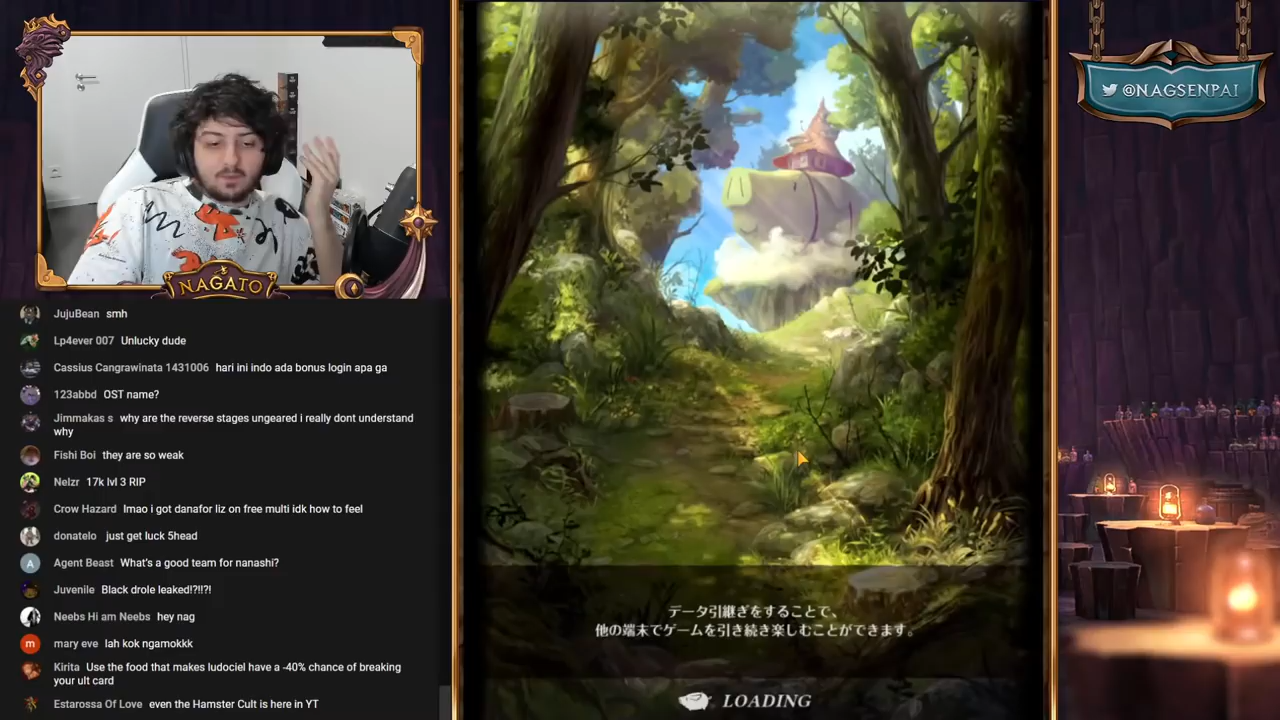 @NAGSENPAI
NAGATO
JujuBean smh
Lp4ever 007 Unlucky dude
Cassius Cangrawinata 1431006 hari ini indo ada bonus login apa ga
123abbd OST name?
Jimmakas s why are the reverse stages ungeared i really dont understand
why
Fishi Boi they are so weak
Nelzr 17k lvl 3 RIP
Crow Hazard lmao i got danafor liz on free multi idk how to feel
donatelo just get luck 5head
A
Agent Beast What's a good team for nanashi?
Juvenile Black drole leaked!?!!?!
Neebs Hi am Neebs hey nag
m
mary eve lah kok ngamokkk
Kirita Use the food that makes ludociel have a -40% chance of breaking
your ult card
Estarossa Of Love even the Hamster Cult is here in YT
データ引継ぎをすることで、
他の端末でゲームを引き続き楽しむことができます。
LOADING